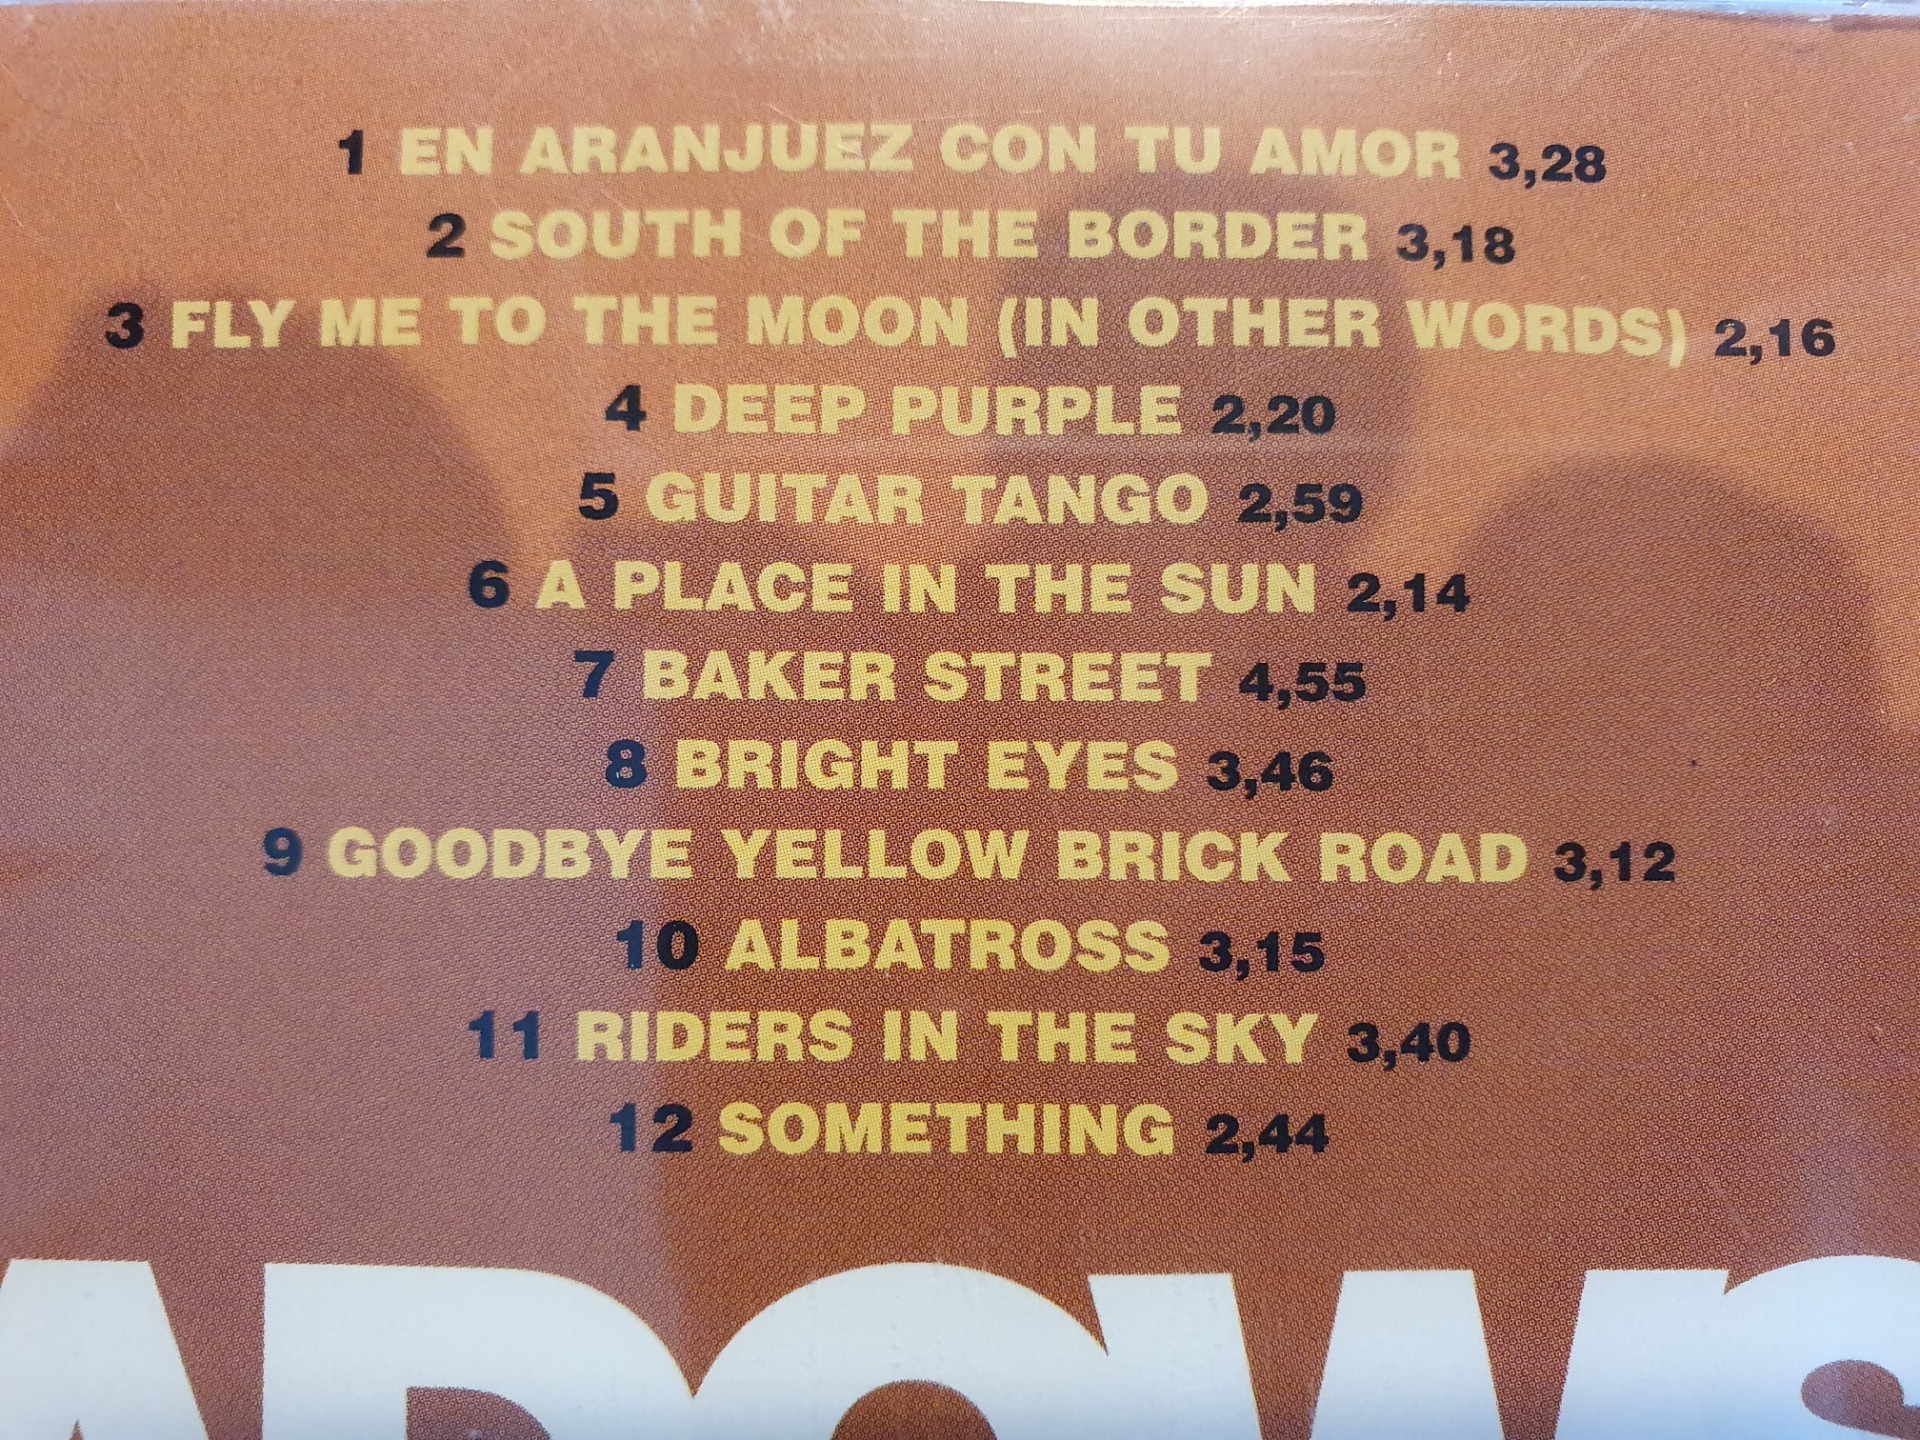 1 EN ARANJUEZ CON TU AMOR 3,28
2 SOUTH OF THE BORDER 3,18
3 FLY ME TO THE MOON (IN OTHER WORDS) 2,16
4 DEEP PURPLE 2,20
5 GUITAR TANGO 2,59
6 A PLACE IN THE SUN 2,14
7 BAKER STREET 4,55
8 BRIGHT EYES 3,46
9 GOODBYE YELLOW BRICK ROAD 3,12
10 ALBATROSS 3,15
11 RIDERS IN THE SKY 3,40
12 SOMETHING 2,44
ADOWS